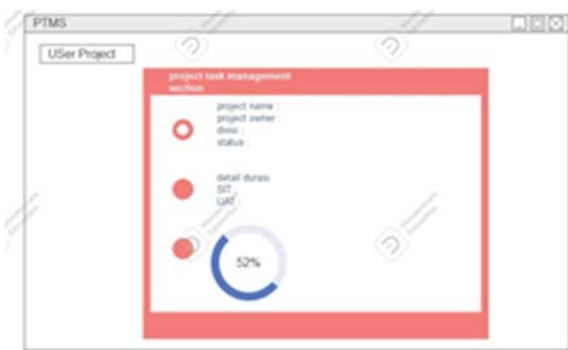 PTMS
USer Project
project task management
section
project name :
project owner :
divisi :
status :
detail durasi
SIT :
UAT
52%